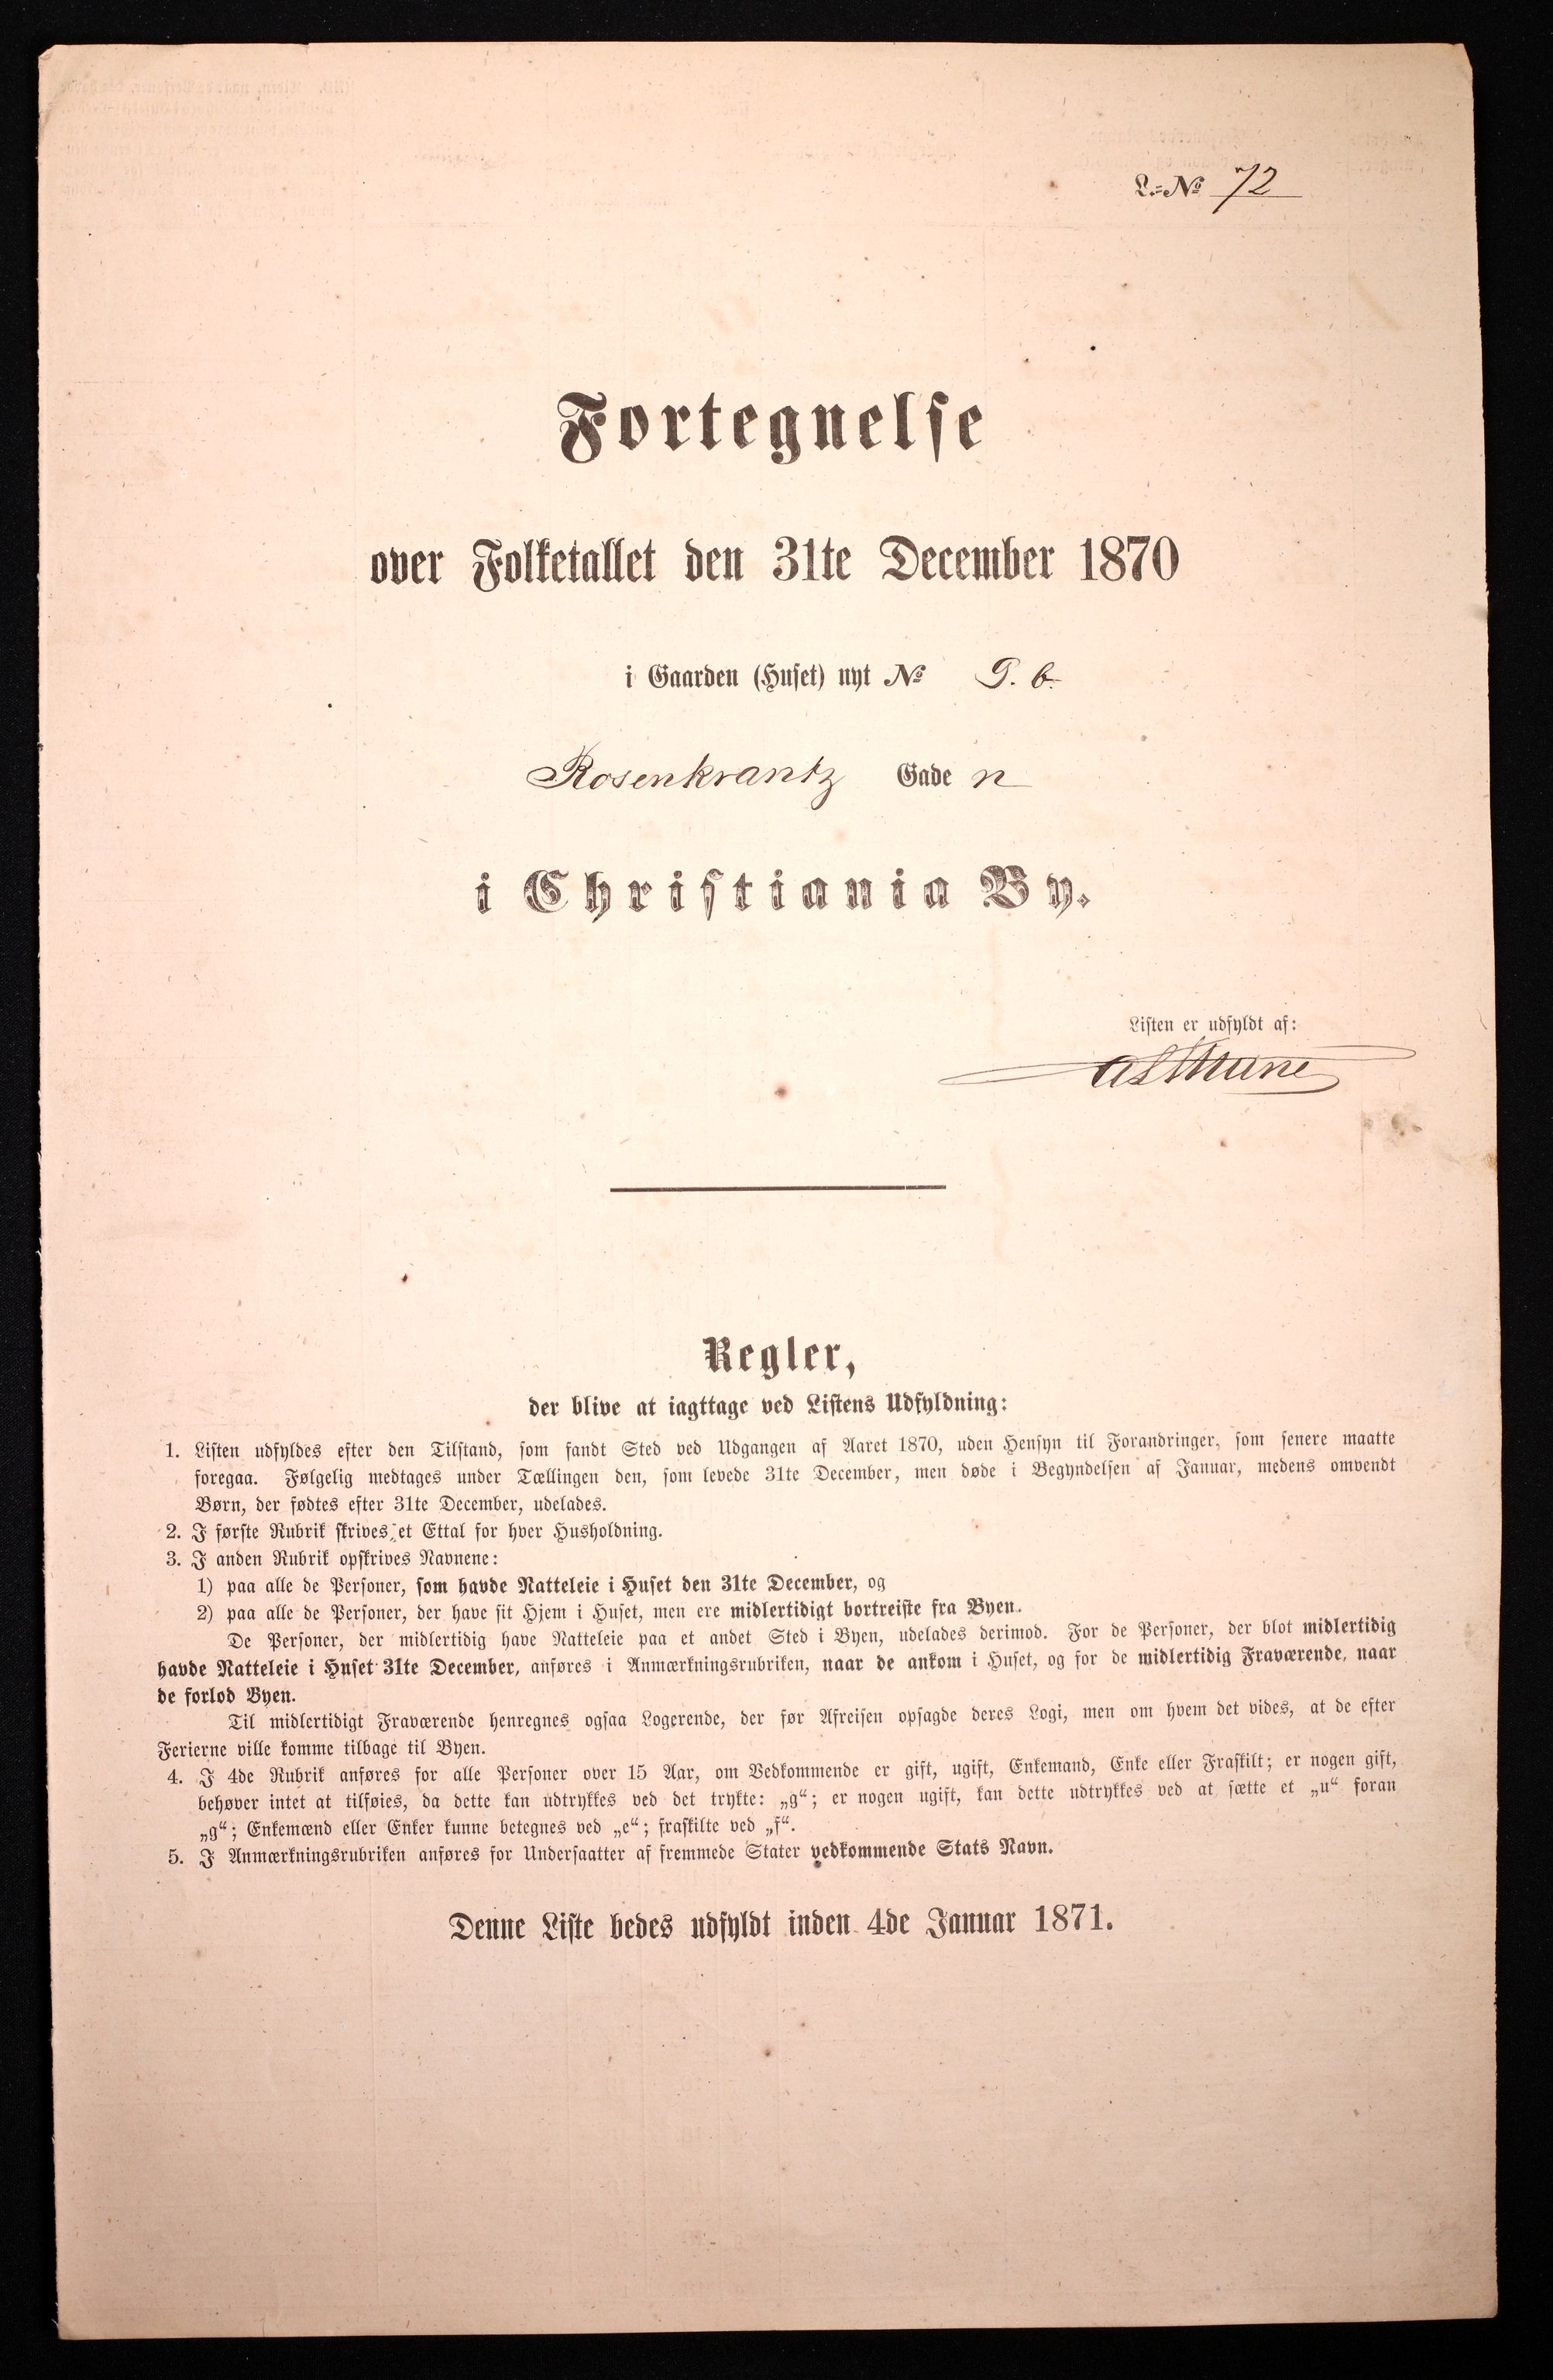 L.=№ 72
Fortegnelse
over Folketallet den 31te December 1870
i Gaarden (Huset) nyt № 9. b.
Rosenkrantz Gade n
i Christiania By.
Listen er udfyldt af:
Regler,
der blive at iagttage ved Listens Udfyldning:
1. Listen udfyldes efter den Tilstand, som fandt Sted ved Udgangen af Aaret 1870, uden Hensyn til Forandringer, som senere maatte
foregaa. Følgelig medtages under Tællingen den, som levede 31te December, men døde i Begyndelsen af Januar, medens omvendt
Børn, der fødtes efter 31te December, udelades.
2. I første Rubrik skrives et Ettal for hver Husholdning.
3. I anden Rubrik opskrives Navnene:
1) paa alle de Personer, som havde Natteleie i Huset den 31te December, og
2) paa alle de Personer, der have sit Hjem i Huset, men ere midlertidigt bortreiste fra Byen.
De Personer, der midlertidig have Natteleie paa et andet Sted i Byen, udelades derimod. For de Personer, der blot midlertidig
havde Natteleie i Huset 31te December, anføres i Anmærkningsrubriken, naar de ankom i Huset, og for de midlertidig Fraværende, naar
de forlod Byen.
Til midlertidigt Fraværende henregnes ogsaa Logerende, der før Afreisen opsagde deres Logi, men om hvem det vides, at de efter
Ferierne ville komme tilbage til Byen.
4. I 4de Rubrik anføres for alle Personer over 15 Aar, om Vedkommende er gift, ugift, Enkemand, Enke eller Fraskilt; er nogen gift,
behøver intet at tilføies, da dette kan udtrykkes ved det trykte: „g“; er nogen ugift, kan dette udtrykkes ved at sætte et „u“ foran
„g“; Enkemænd eller Enker kunne betegnes ved „e“; fraskilte ved „f“.
5. I Anmærkningsrubriken anføres for Undersaatter af fremmede Stater vedkommende Stats Navn.
Denne Liste bedes udfyldt inden 4de Januar 1871.